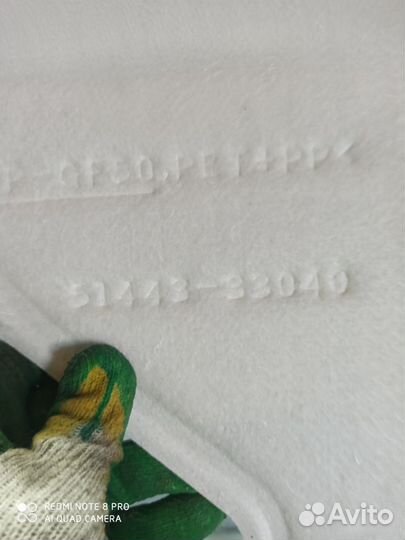 P-GF30,PET+PP<
51443-33040
REDMI NOTE 8 PRO
AI QUAD CAMERA
Avito